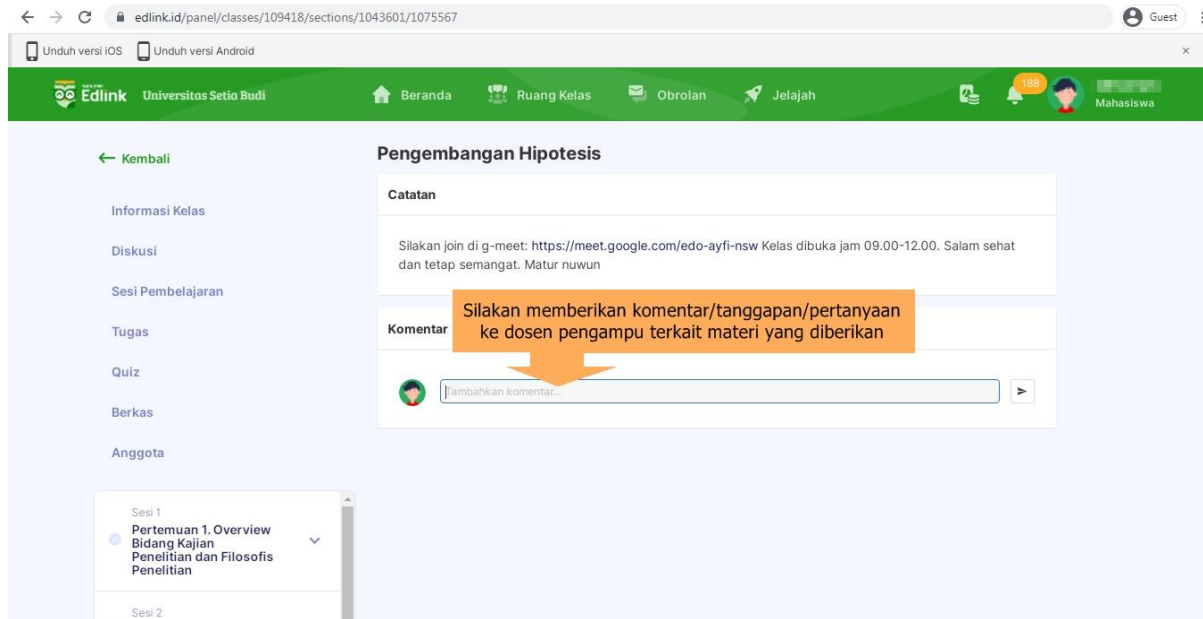 edlink.id/panel/classes/109418/sections/1043601/1075567
Guest
Unduh versi iOS Unduh versi Android
Edlink Universitas Setia Budi Beranda Ruang Kelas Obrolan Jelajah 188
Mahasiswa
Kembali
Informasi Kelas
Diskusi
Sesi Pembelajaran
Tugas
Quiz
Berkas
Anggota
Sesi 1
Pertemuan 1. Overview
Bidang Kajian
Penelitian dan Filosofis
Penelitian
Sesi 2
Pengembangan Hipotesis
Catatan
Silakan join di g-meet: https://meet.google.com/edo-ayfi-nsw Kelas dibuka jam 09.00-12.00. Salam sehat
dan tetap semangat. Matur nuwun
Silakan memberikan komentar/tanggapan/pertanyaan
ke dosen pengampu terkait materi yang diberikan
Komentar
Tambahkan komentar...